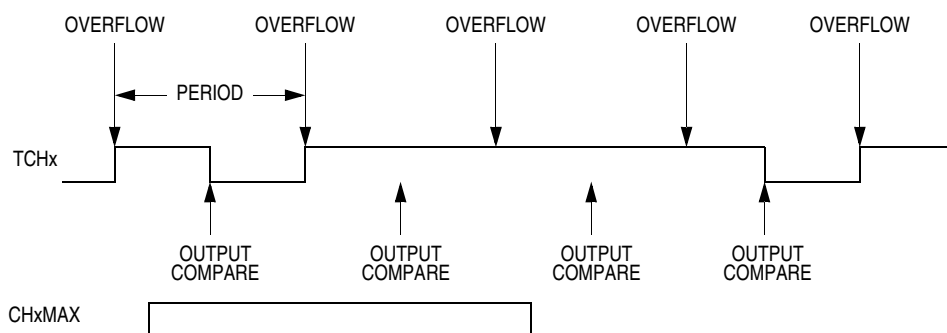 OVERFLOW OVERFLOW OVERFLOW OVERFLOW OVERFLOW
PERIOD
TCHx
OUTPUT COMPARE
OUTPUT COMPARE
OUTPUT COMPARE
OUTPUT COMPARE
CHxMAX